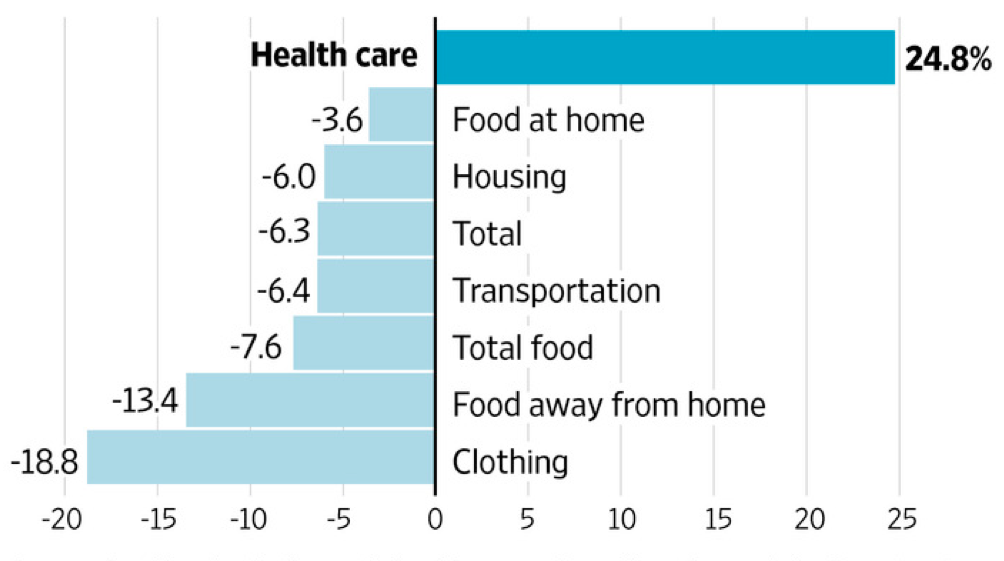 Health care 24.8%
-3.6 Food at home
-6.0 Housing
-6.3 Total
-6.4 Transportation
-7.6 Total food
-13.4 Food away from home
-18.8 Clothing
-20 -15 -10 -5 0 5 10 15 20 25